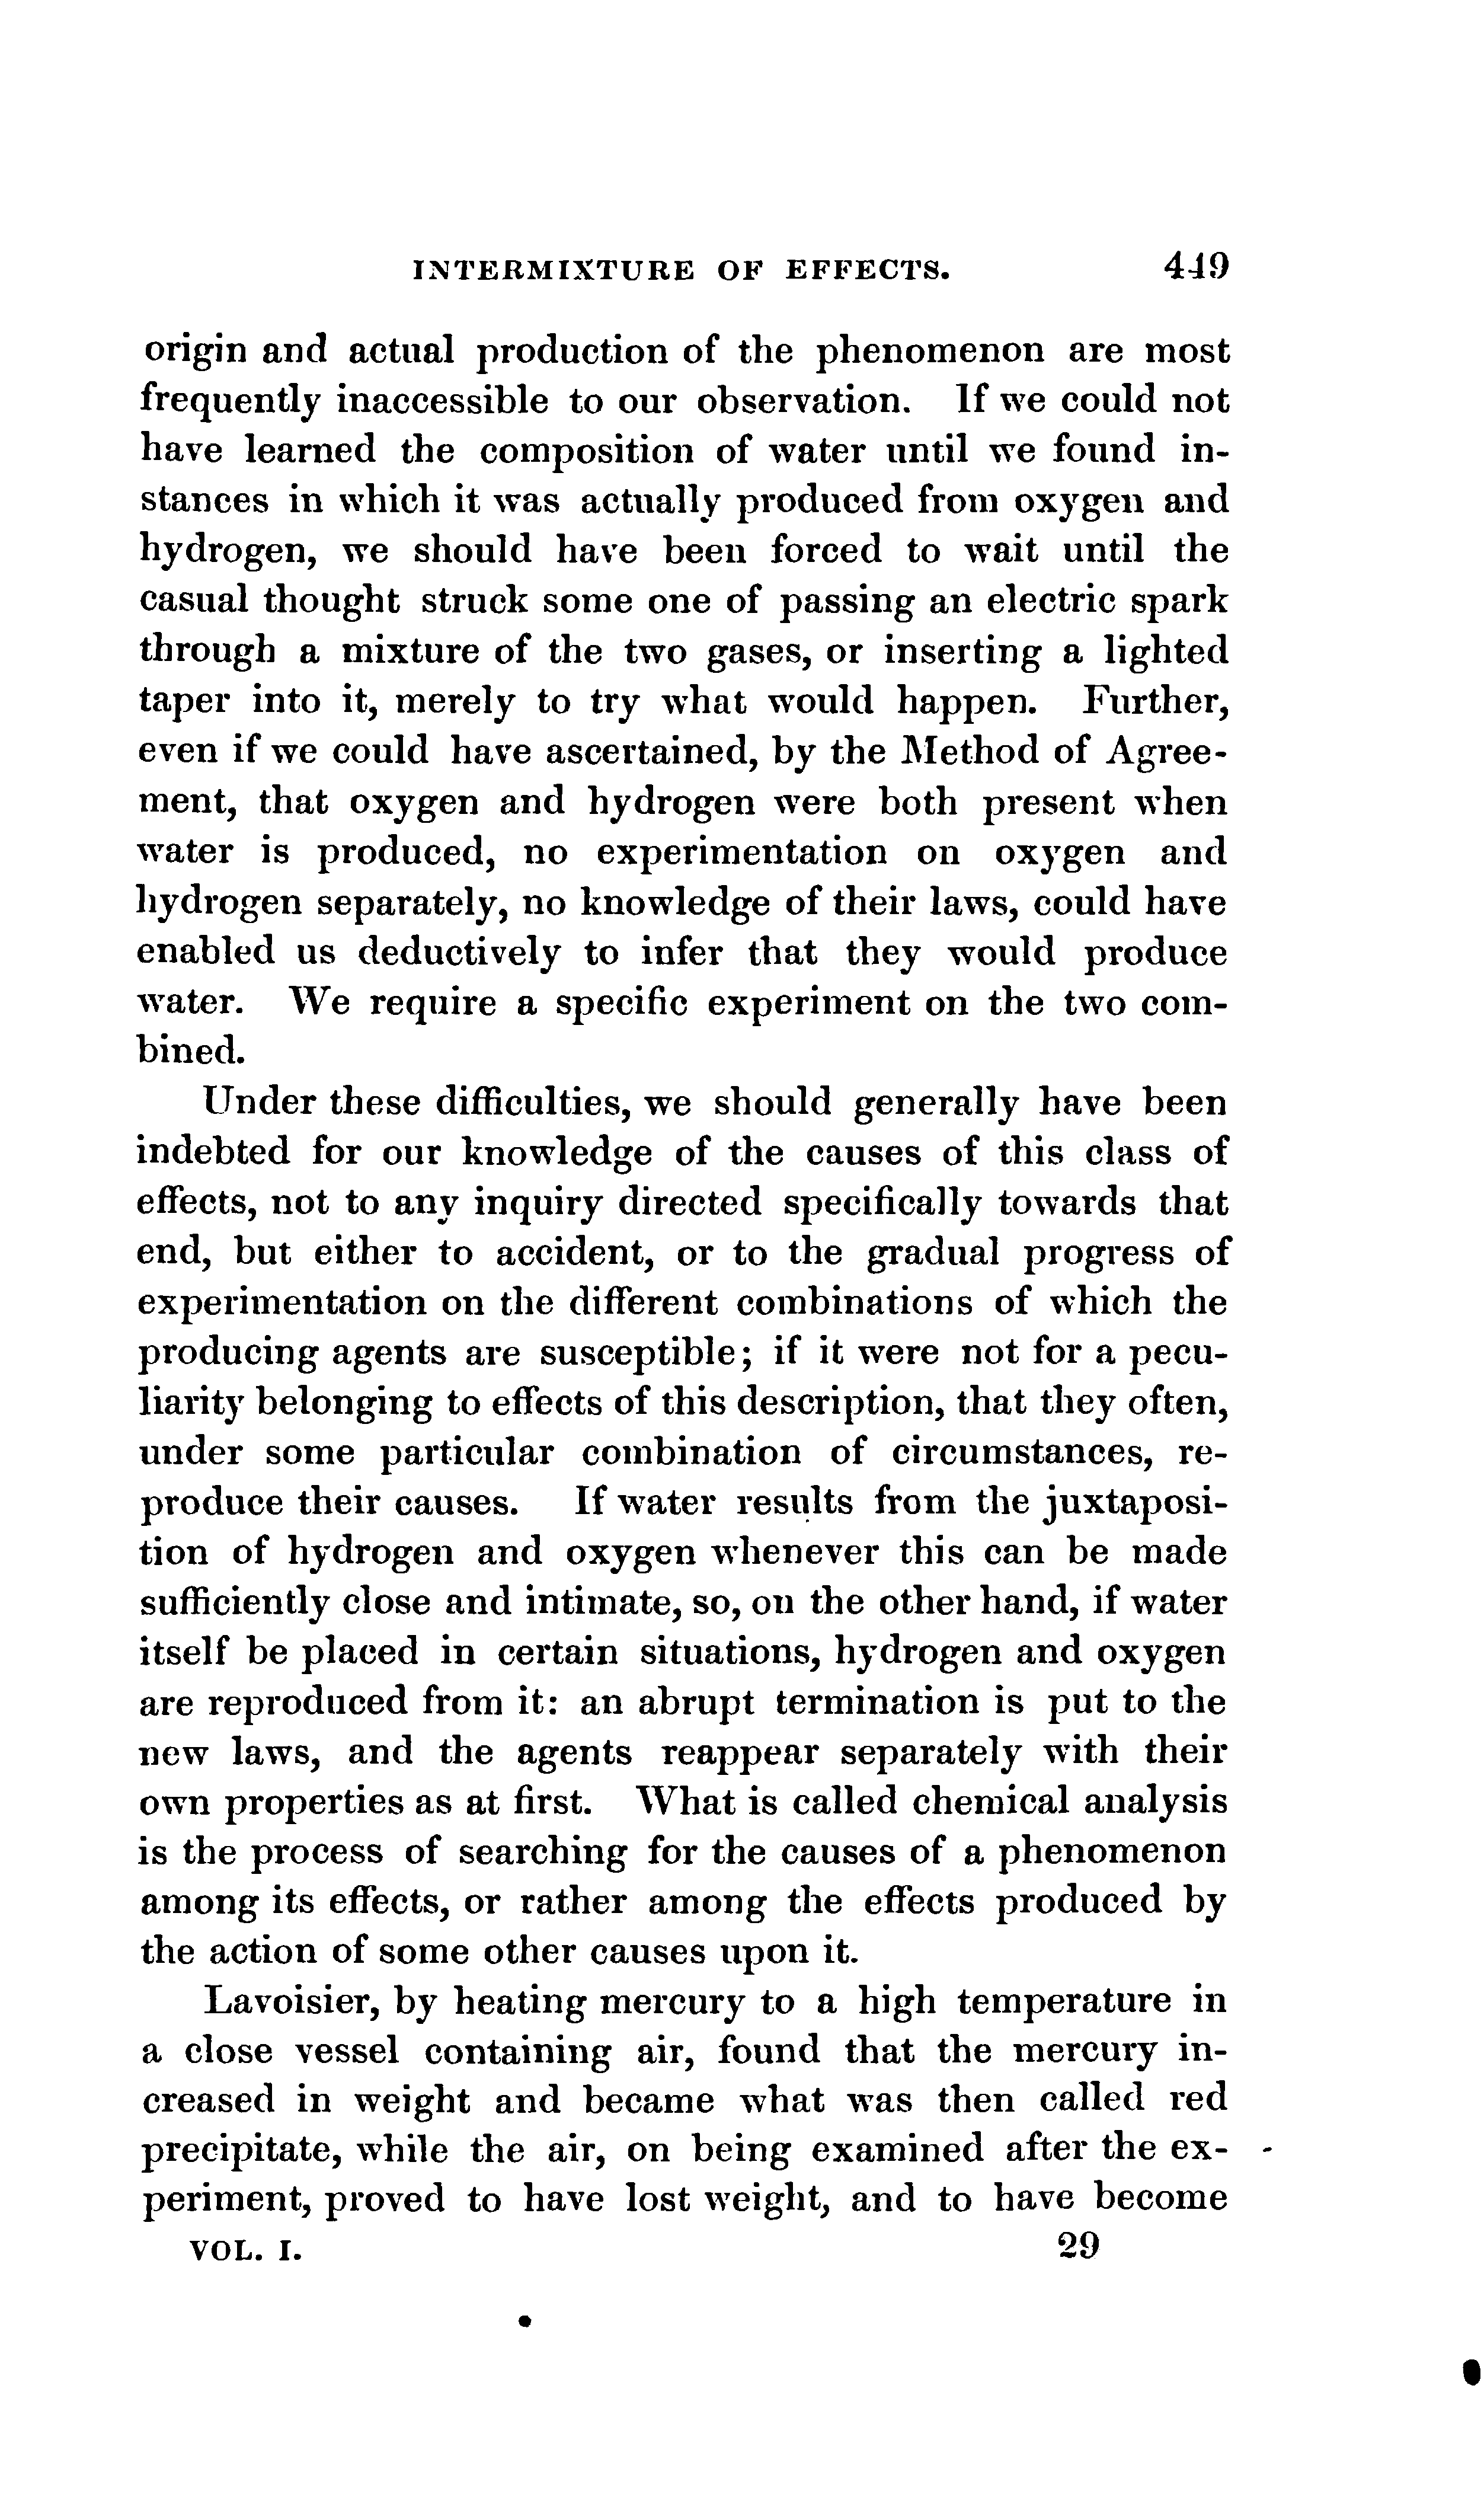 INTERMIXTURE OF EFFECTS. 449
origin and actual production of the phenomenon are most
frequently inaccessible to our observation. If we could not
have learned the composition of water until we found in-
stances in which it was actually produced from oxygen and
hydrogen, we should have been forced to wait until the
casual thought struck some one of passing an electric spark
through a mixture of the two gases, or inserting a lighted
taper into it, merely to try what would happen. Further,
even if we could have ascertained, by the Method of Agree-
ment, that oxygen and hydrogen were both present when
water is produced, no experimentation on oxygen and
hydrogen separately, no knowledge of their laws, could have
enabled us deductively to infer that they would produce
water. We require a specific experiment on the two com-
bined.
Under these difficulties, we should generally have been
indebted for our knowledge of the causes of this class of
effects, not to any inquiry directed specifically towards that
end, but either to accident, or to the gradual progress of
experimentation on the different combinations of which the
producing agents are susceptible; if it were not for a pecu-
liarity belonging to effects of this description, that they often,
under some particular combination of circumstances, re-
produce their causes. If water results from the juxtaposi-
tion of hydrogen and oxygen whenever this can be made
sufficiently close and intimate, so, on the other hand, if water
itself be placed in certain situations, hydrogen and oxygen
are reproduced from it: an abrupt termination is put to the
new laws, and the agents reappear separately with their
own properties as at first. What is called chemical analysis
is the process of searching for the causes of a phenomenon
among its effects, or rather among the effects produced by
the action of some other causes upon it.
Lavoisier, by heating mercury to a high temperature in
a close vessel containing air, found that the mercury in-
creased in weight and became what was then called red
precipitate, while the air, on being examined after the ex-
periment, proved to have lost weight, and to have become
VOL. I. 29